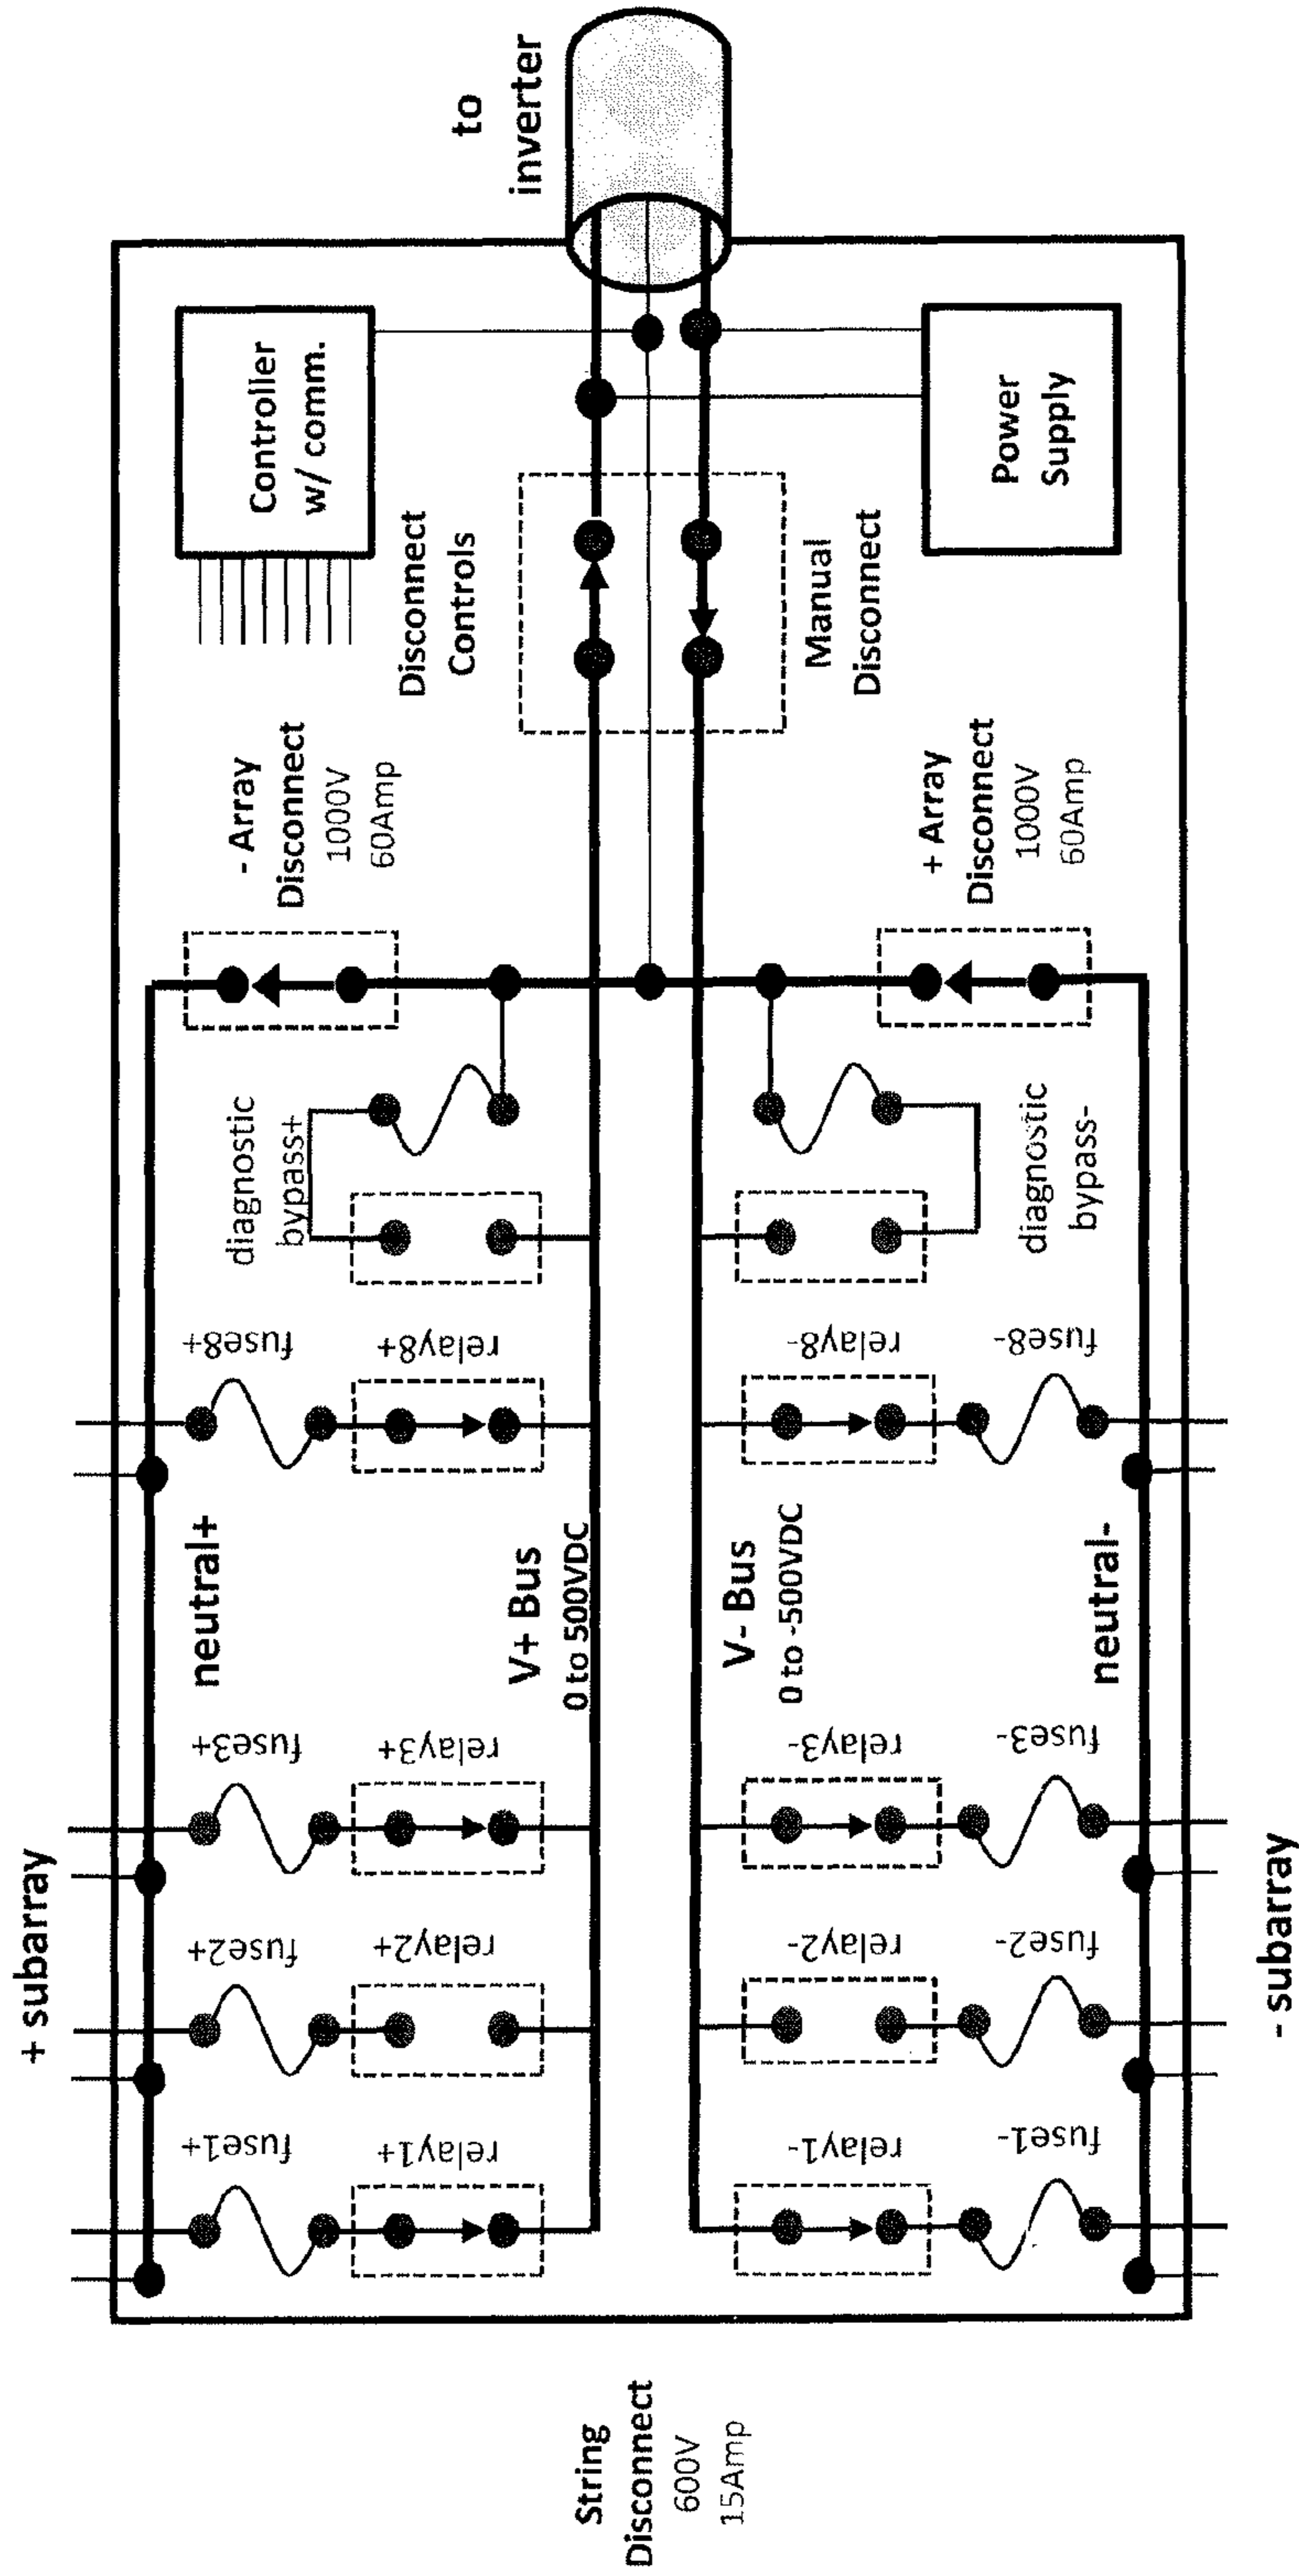 + subarray
fuse1+
fuse2+
fuse3+
fuse8+
relay1+
relay2+
relay3+
relay8+
neutral+
V+ Bus
0 to 500VDC
diagnostic
bypass+
- Array
Disconnect
1000V
60Amp
Disconnect
Controls
Controller
w/ comm.
to
inverter
String
Disconnect
600V
15Amp
V- Bus
0 to -500VDC
relay1-
relay2-
relay3-
relay8-
fuse1-
fuse2-
fuse3-
fuse8-
neutral-
diagnostic
bypass-
+ Array
Disconnect
1000V
60Amp
Manual
Disconnect
Power
Supply
- subarray